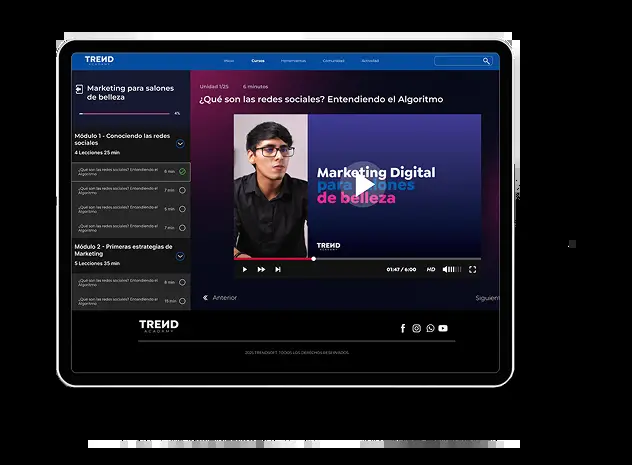 TREND
ACADEMY
Inicio
Cursos
Herramientas
Comunidad
Actividad
Marketing para salones
de belleza
4%
Módulo 1 - Conociendo las redes
sociales
4 Lecciones 25 min
¿Qué son las redes sociales? Entendiendo el
Algoritmo
6 min
¿Qué son las redes sociales? Entendiendo el
Algoritmo
7 min
¿Qué son las redes sociales? Entendiendo el
Algoritmo
5 min
¿Qué son las redes sociales? Entendiendo el
Algoritmo
7 min
Módulo 2 - Primeras estrategias de
Marketing
5 Lecciones 35 min
¿Qué son las redes sociales? Entendiendo el
Algoritmo
8 min
¿Qué son las redes sociales? Entendiendo el
Algoritmo
15 min
Unidad 1/25
6 minutos
¿Qué son las redes sociales? Entendiendo el Algoritmo
Marketing Digital
para salones
de belleza
TREND
ACADEMY
01:47 / 6:00
HD
Anterior
Siguient
TREND
ACADEMY
2025 TRENDSOFT. TODOS LOS DERECHOS RESERVADOS